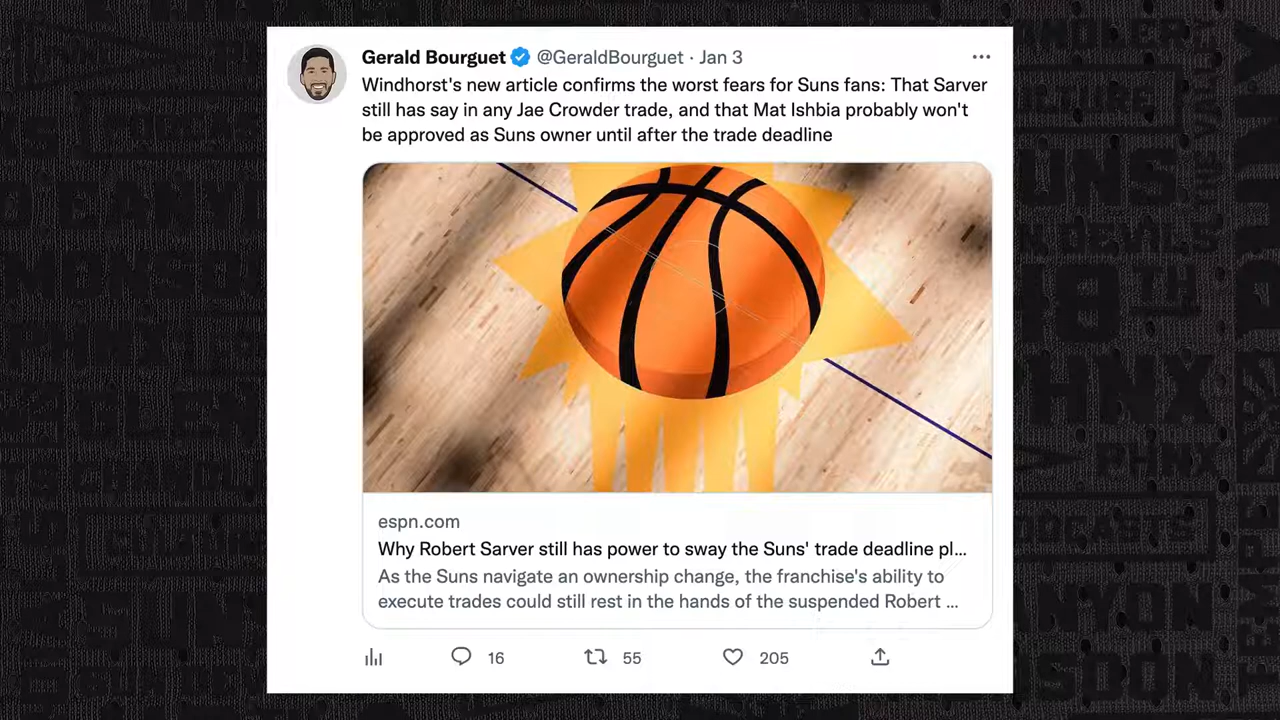 Gerald Bourguet @GeraldBourguet · Jan 3
Windhorst's new article confirms the worst fears for Suns fans: That Sarver
still has say in any Jae Crowder trade, and that Mat Ishbia probably won't
be approved as Suns owner until after the trade deadline
espn.com
Why Robert Sarver still has power to sway the Suns' trade deadline pl...
As the Suns navigate an ownership change, the franchise's ability to
execute trades could still rest in the hands of the suspended Robert ...
16 55 205
SUNS
DEVILS
PHNX
PHNX